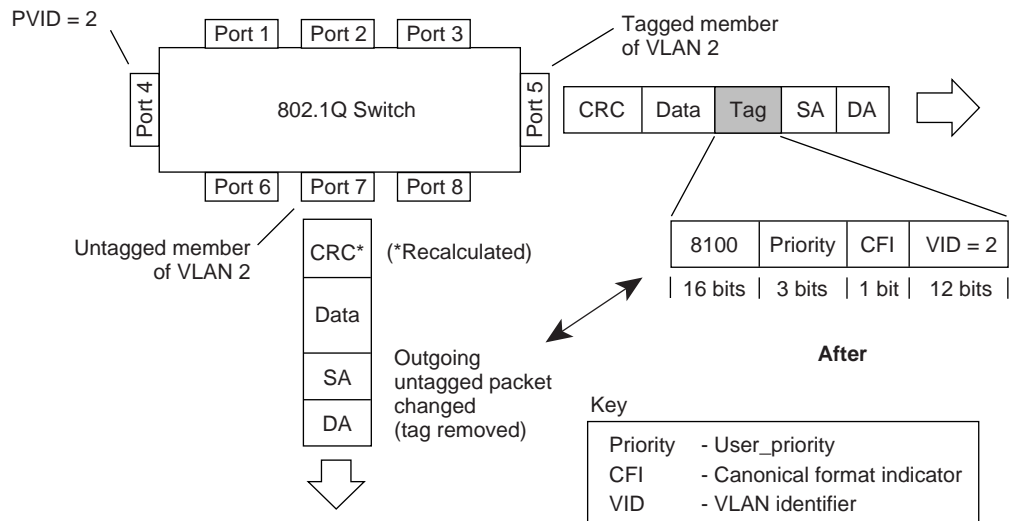 PVID = 2
Port 1
Port 2
Port 3
Tagged member
of VLAN 2
Port 4
802.1Q Switch
Port 5
CRC
Data
Tag
SA
DA
Port 6
Port 7
Port 8
Untagged member
of VLAN 2
CRC*
(*Recalculated)
8100
Priority
CFI
VID = 2
16 bits
3 bits
1 bit
12 bits
Data
After
SA
DA
Outgoing
untagged packet
changed
(tag removed)
Key
Priority - User_priority
CFI - Canonical format indicator
VID - VLAN identifier